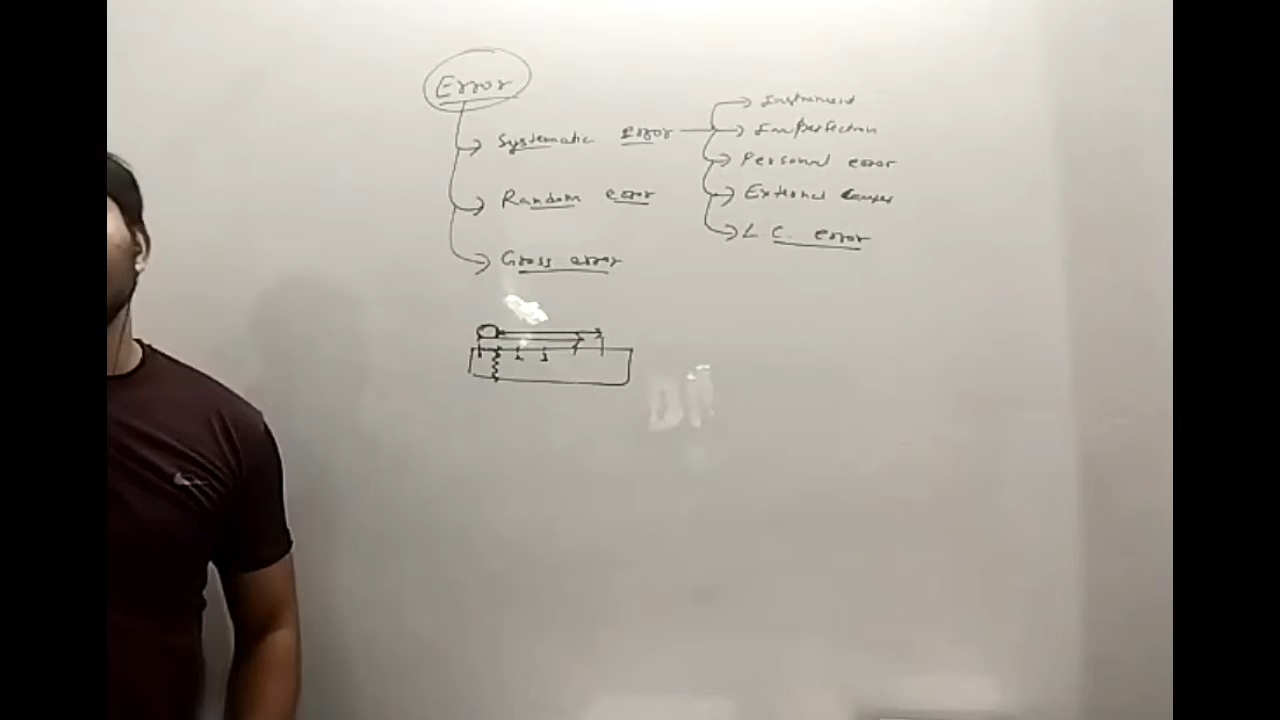 Error
Systematic error
Instrument
Imperfection
Personal error
External causes
Random error
L.C. error
Gross error